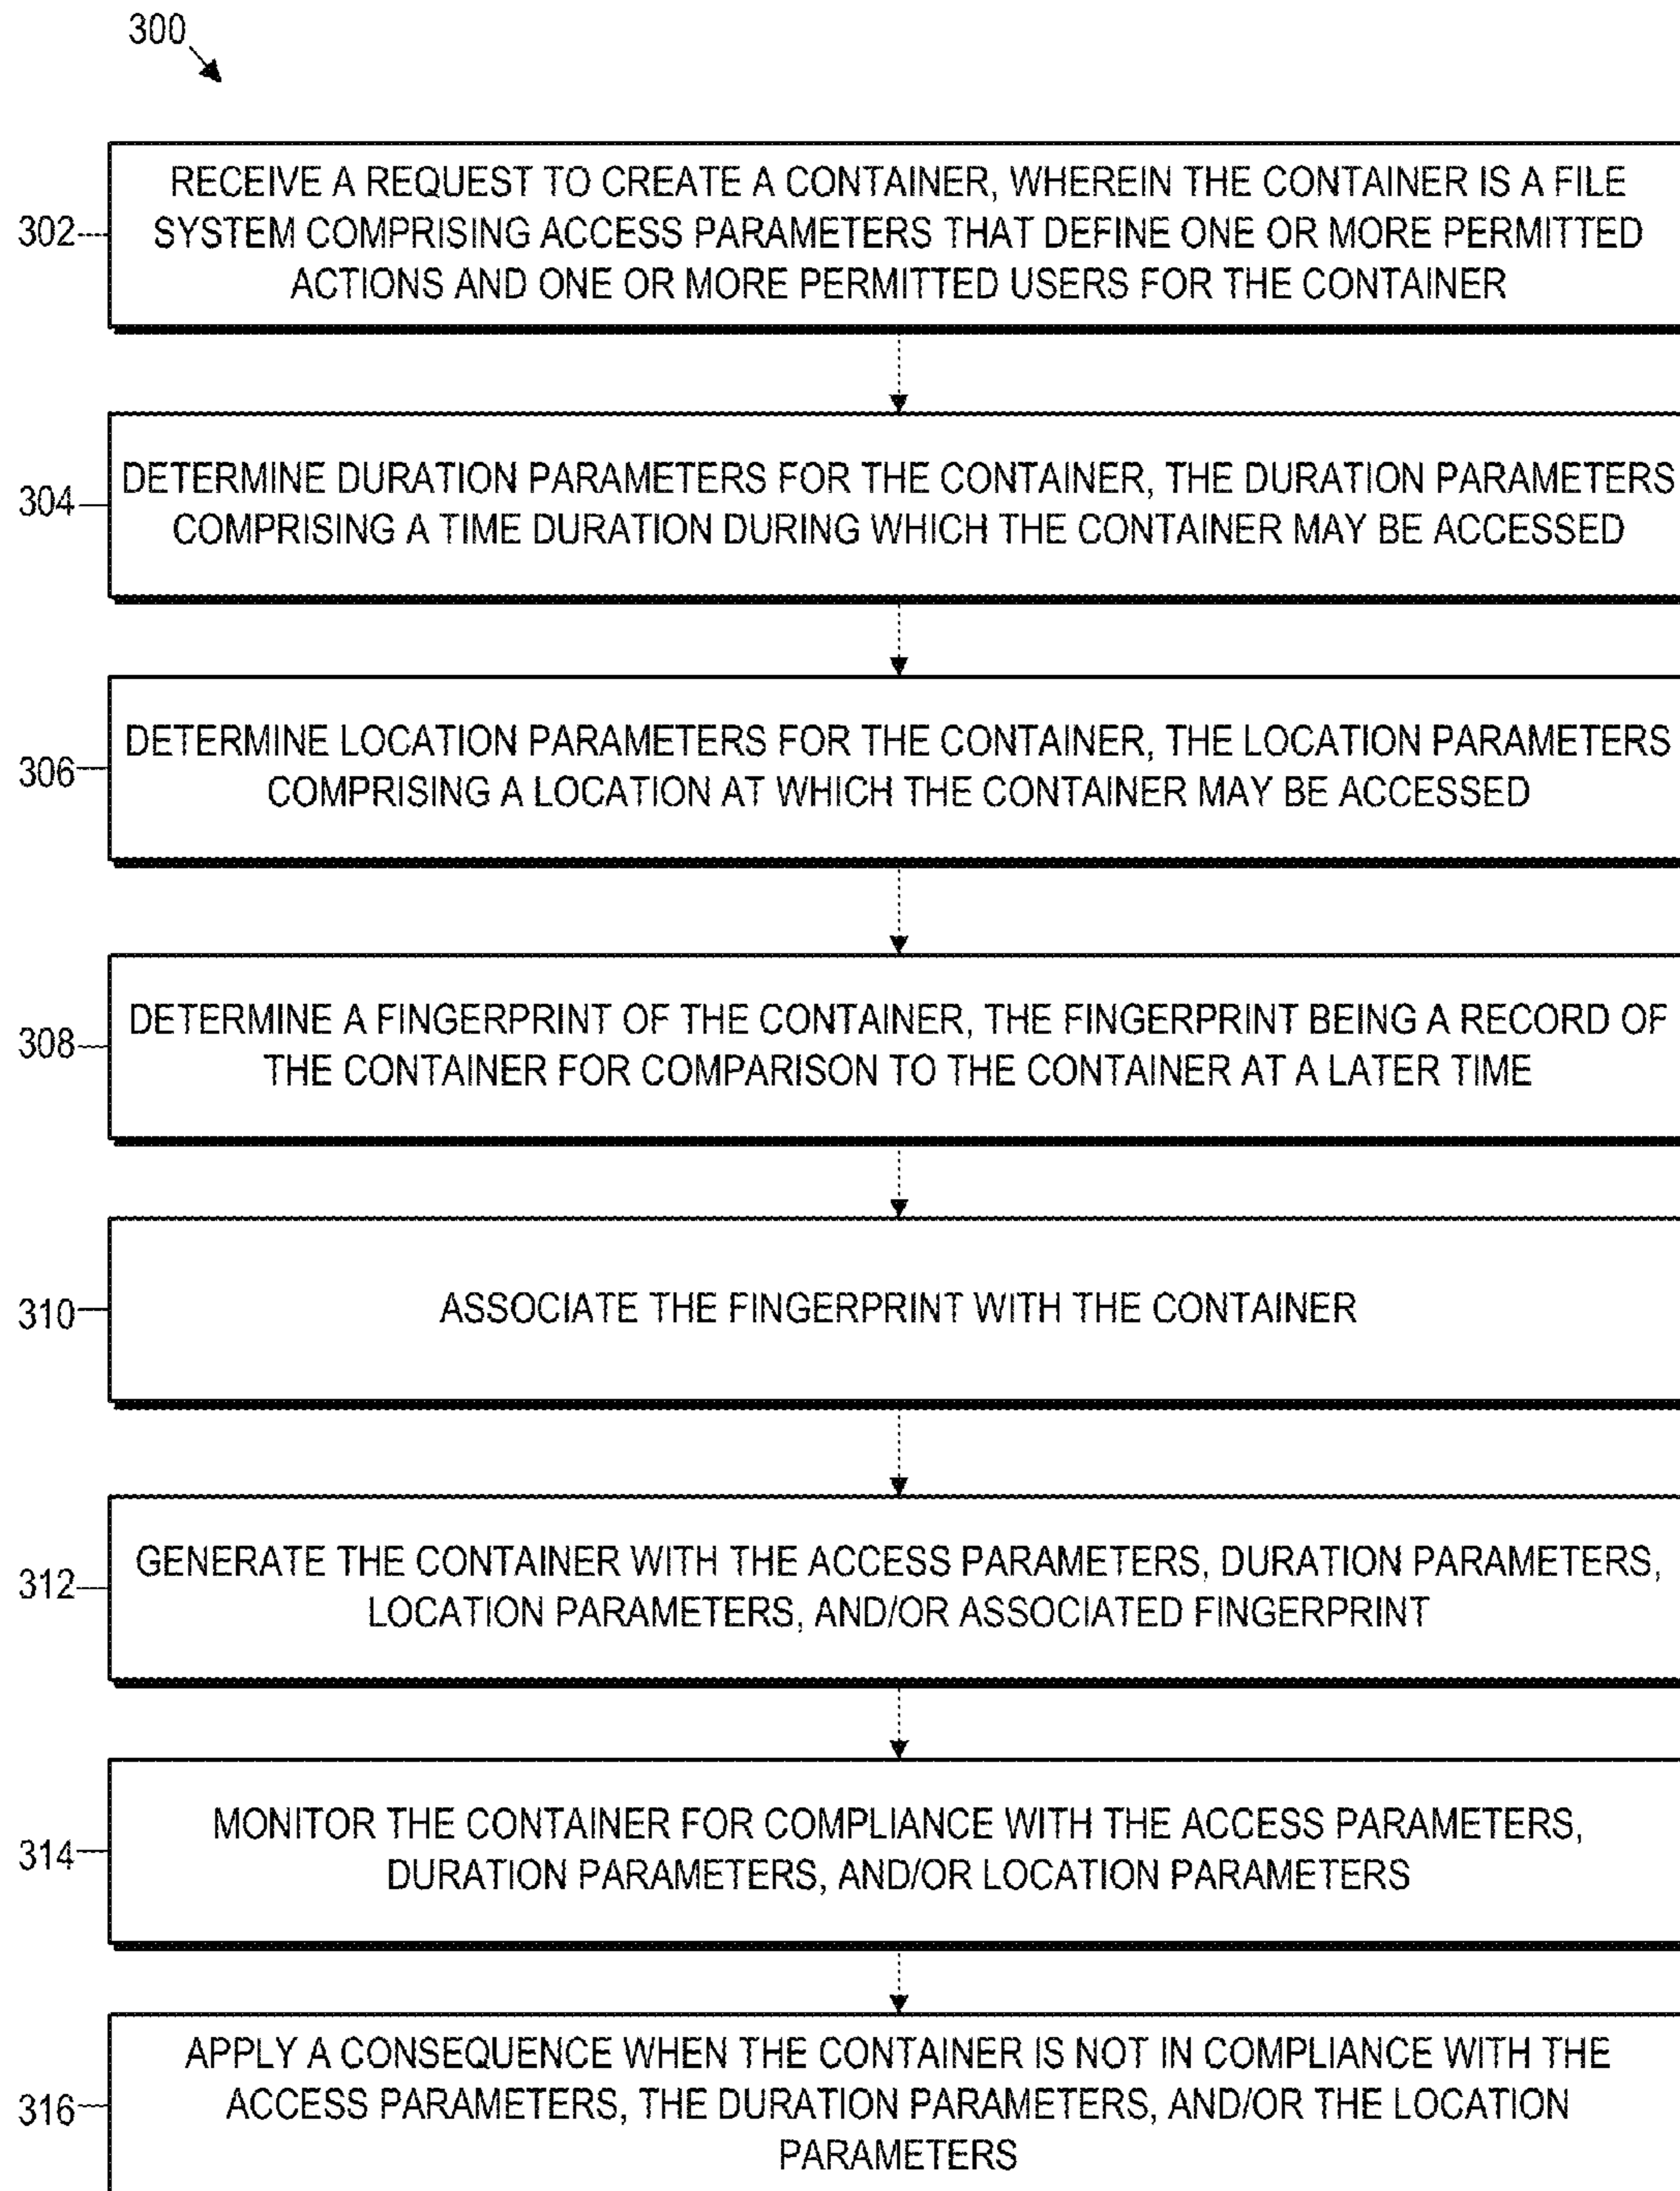 300
302
RECEIVE A REQUEST TO CREATE A CONTAINER, WHEREIN THE CONTAINER IS A FILE
SYSTEM COMPRISING ACCESS PARAMETERS THAT DEFINE ONE OR MORE PERMITTED
ACTIONS AND ONE OR MORE PERMITTED USERS FOR THE CONTAINER
304
DETERMINE DURATION PARAMETERS FOR THE CONTAINER, THE DURATION PARAMETERS
COMPRISING A TIME DURATION DURING WHICH THE CONTAINER MAY BE ACCESSED
306
DETERMINE LOCATION PARAMETERS FOR THE CONTAINER, THE LOCATION PARAMETERS
COMPRISING A LOCATION AT WHICH THE CONTAINER MAY BE ACCESSED
308
DETERMINE A FINGERPRINT OF THE CONTAINER, THE FINGERPRINT BEING A RECORD OF
THE CONTAINER FOR COMPARISON TO THE CONTAINER AT A LATER TIME
310
ASSOCIATE THE FINGERPRINT WITH THE CONTAINER
312
GENERATE THE CONTAINER WITH THE ACCESS PARAMETERS, DURATION PARAMETERS,
LOCATION PARAMETERS, AND/OR ASSOCIATED FINGERPRINT
314
MONITOR THE CONTAINER FOR COMPLIANCE WITH THE ACCESS PARAMETERS,
DURATION PARAMETERS, AND/OR LOCATION PARAMETERS
316
APPLY A CONSEQUENCE WHEN THE CONTAINER IS NOT IN COMPLIANCE WITH THE
ACCESS PARAMETERS, THE DURATION PARAMETERS, AND/OR THE LOCATION
PARAMETERS